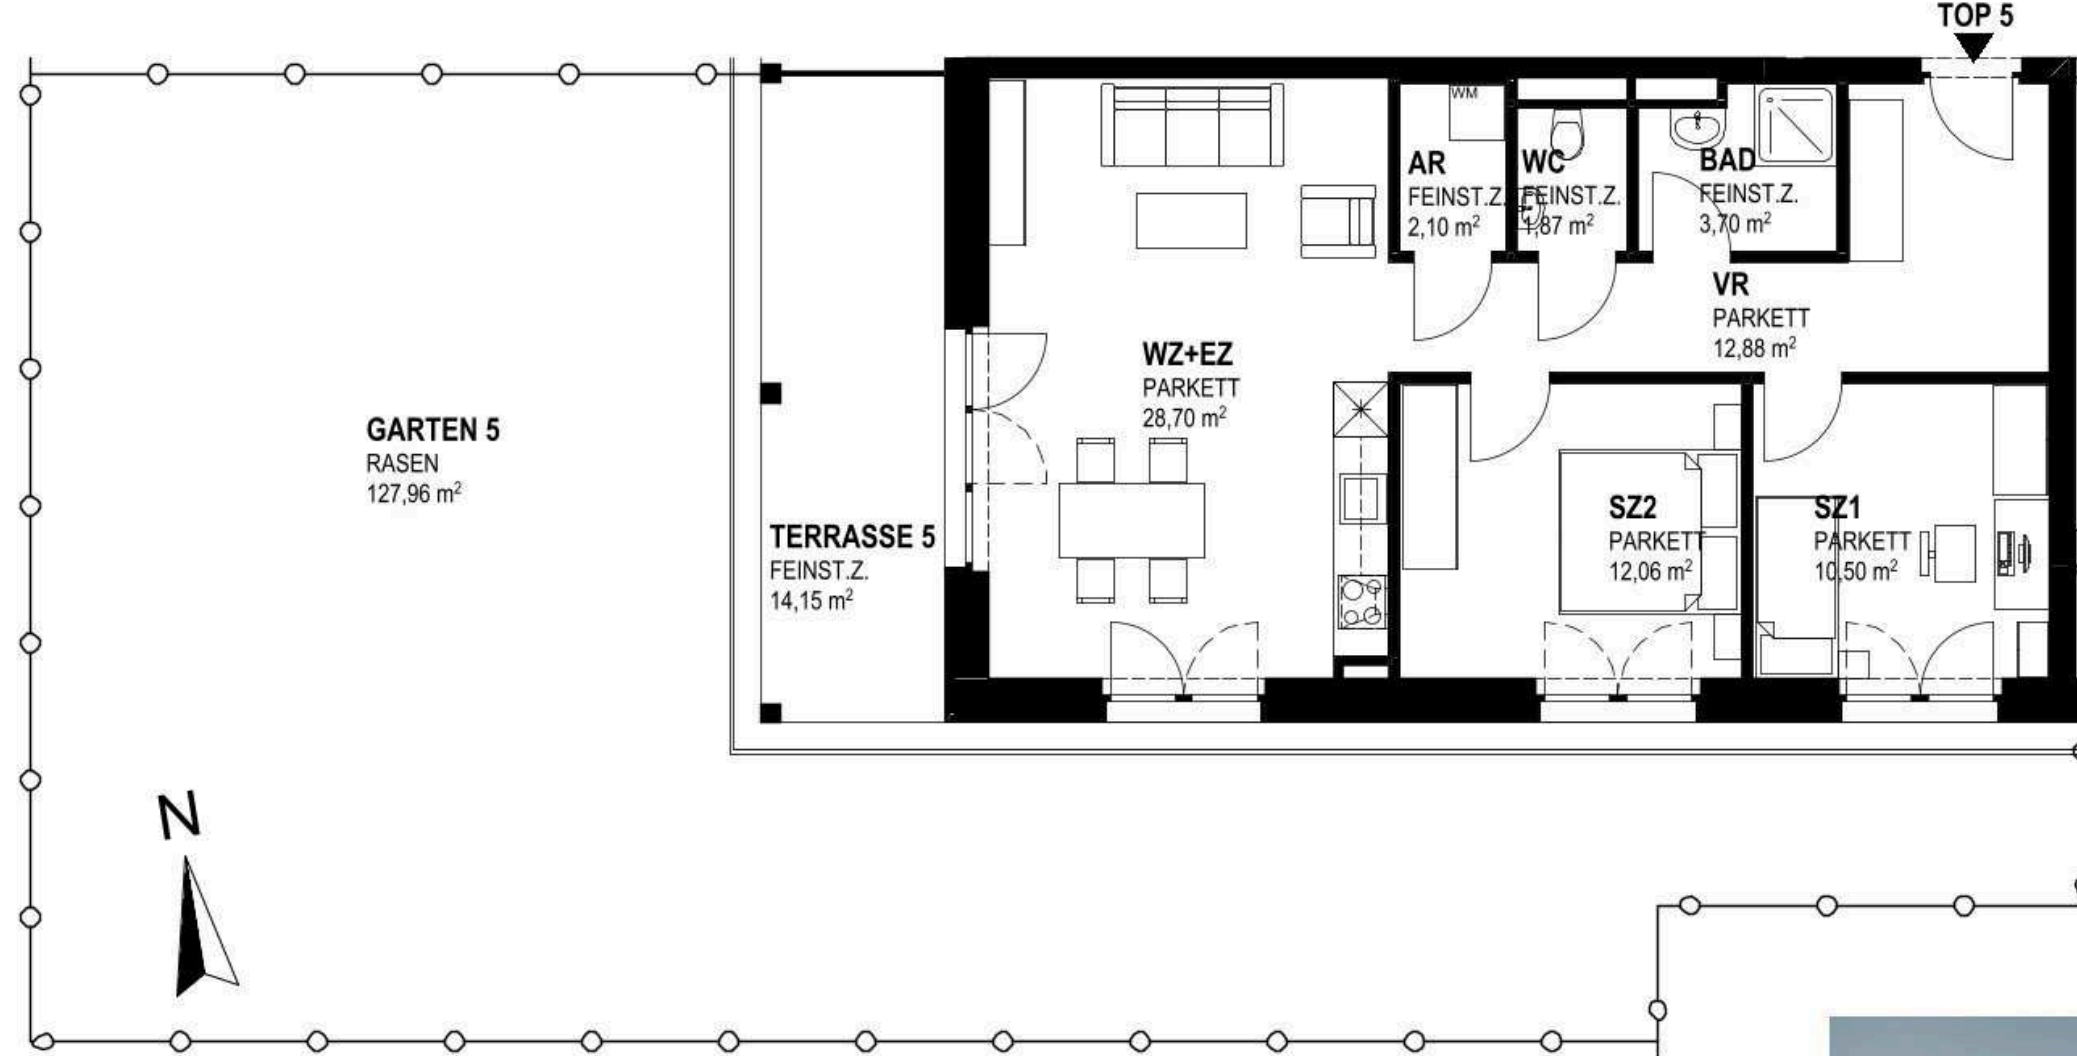 TOP 5
WM
AR
FEINST.Z.
2,10 m²
WC
FEINST.Z.
1,87 m²
BAD
FEINST.Z.
3,70 m²
VR
PARKETT
12,88 m²
WZ+EZ
PARKETT
28,70 m²
GARTEN 5
RASEN
127,96 m²
TERRASSE 5
FEINST.Z.
14,15 m²
SZ2
PARKETT
12,06 m²
SZ1
PARKETT
10,50 m²
N